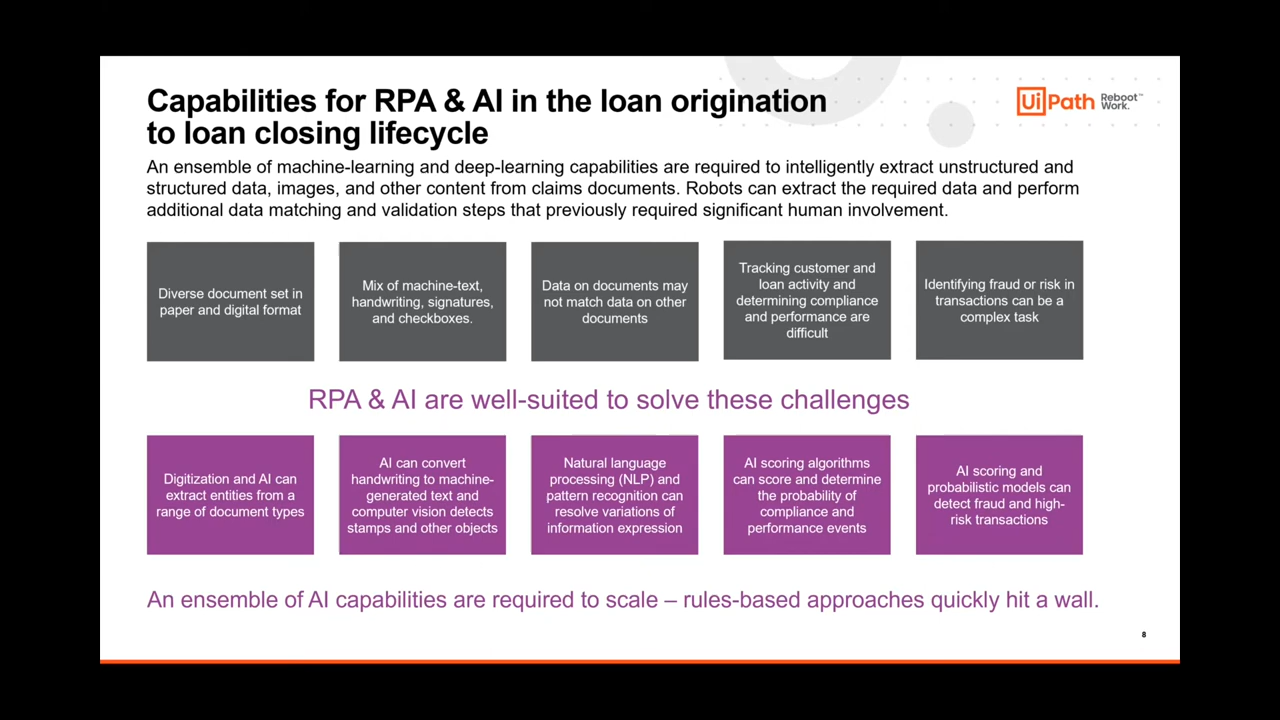 Capabilities for RPA & AI in the loan origination
to loan closing lifecycle
UiPath Reboot Work.™
An ensemble of machine-learning and deep-learning capabilities are required to intelligently extract unstructured and
structured data, images, and other content from claims documents. Robots can extract the required data and perform
additional data matching and validation steps that previously required significant human involvement.
Diverse document set in
paper and digital format
Mix of machine-text,
handwriting, signatures,
and checkboxes.
Data on documents may
not match data on other
documents
Tracking customer and
loan activity and
determining compliance
and performance are
difficult
Identifying fraud or risk in
transactions can be a
complex task
RPA & AI are well-suited to solve these challenges
Digitization and AI can
extract entities from a
range of document types
AI can convert
handwriting to machine-
generated text and
computer vision detects
stamps and other objects
Natural language
processing (NLP) and
pattern recognition can
resolve variations of
information expression
AI scoring algorithms
can score and determine
the probability of
compliance and
performance events
AI scoring and
probabilistic models can
detect fraud and high-
risk transactions
An ensemble of AI capabilities are required to scale – rules-based approaches quickly hit a wall.
8